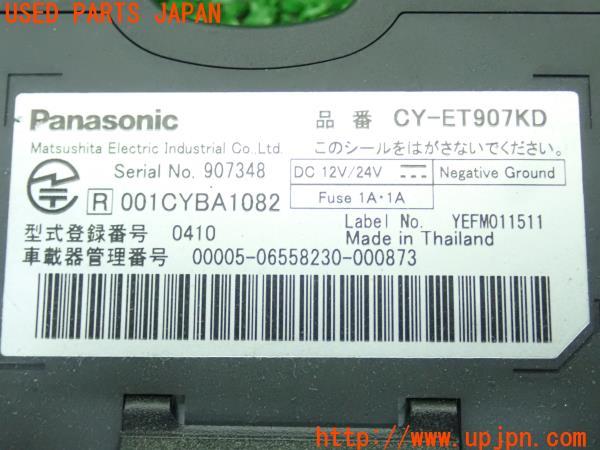 USED PARTS JAPAN
Panasonic 品番 CY-ET907KD
Matsushita Electric Industrial Co.,Ltd. このシールをはがさないでください。
Serial No. 907348 DC 12V/24V Negative Ground
Fuse 1A・1A
R 001CYBA1082
Label No. YEFM011511
型式登録番号 0410 Made in Thailand
車載器管理番号 00005-06558230-000873
UPJ http://www.upjpn.com